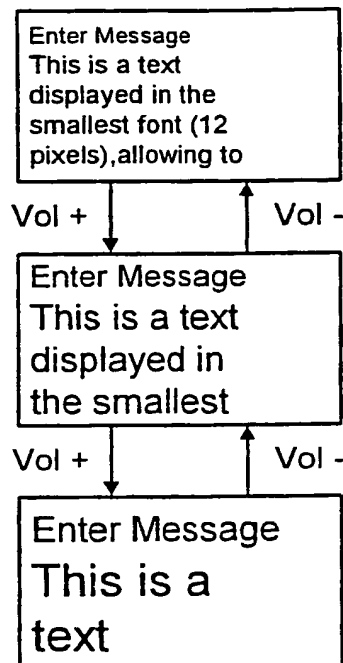 Enter Message
This is a text
displayed in the
smallest font (12
pixels),allowing to
Vol + Vol -
Enter Message
This is a text
displayed in
the smallest
Vol + Vol -
Enter Message
This is a
text